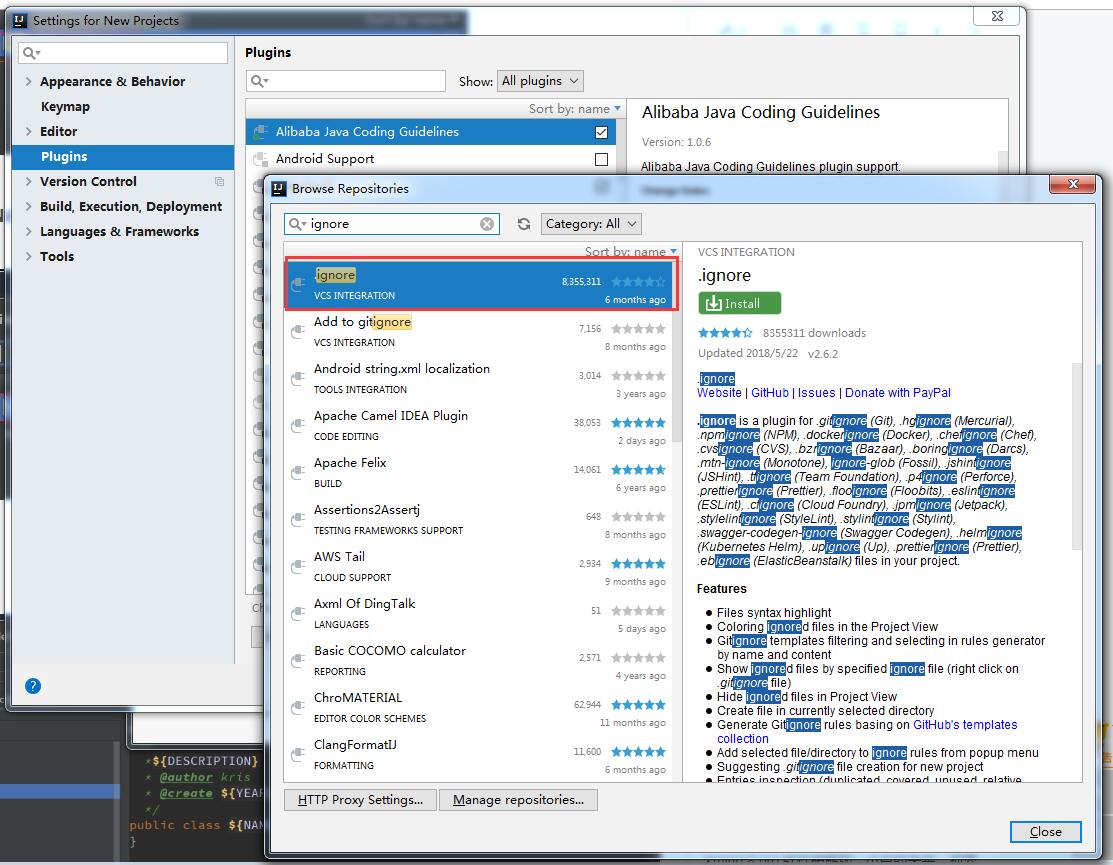 Settings for New Projects
Appearance & Behavior
Keymap
Editor
Plugins
Version Control
Build, Execution, Deployment
Languages & Frameworks
Tools
Plugins
Show: All plugins
Sort by: name
Alibaba Java Coding Guidelines
Android Support
Alibaba Java Coding Guidelines
Version: 1.0.6
Alibaba Java Coding Guidelines plugin support.
Browse Repositories
ignore
Category: All
Sort by: name
.ignore
VCS INTEGRATION
8,355,311
6 months ago
Add to gitignore
VCS INTEGRATION
7,156
8 months ago
Android string.xml localization
TOOLS INTEGRATION
3,014
3 years ago
Apache Camel IDEA Plugin
CODE EDITING
38,053
2 days ago
Apache Felix
BUILD
14,061
6 years ago
Assertions2Assertj
TESTING FRAMEWORKS SUPPORT
648
8 months ago
AWS Tail
CLOUD SUPPORT
2,934
9 months ago
Axml Of DingTalk
LANGUAGES
51
5 days ago
Basic COCOMO calculator
REPORTING
2,571
4 years ago
ChroMATERIAL
EDITOR COLOR SCHEMES
62,944
11 months ago
ClangFormatIJ
FORMATTING
11,600
6 months ago
VCS INTEGRATION
.ignore
Install
8355311 downloads
Updated 2018/5/22 v2.6.2
.ignore
Website | GitHub | Issues | Donate with PayPal
.ignore is a plugin for .gitignore (Git), .hgignore (Mercurial),
.npmignore (NPM), .dockerignore (Docker), .chefignore (Chef),
.cvsignore (CVS), .bzrignore (Bazaar), .boringignore (Darcs),
.mtn-ignore (Monotone), ignore-glob (Fossil), .jshintignore
(JSHint), .tfignore (Team Foundation), .p4ignore (Perforce),
.prettierignore (Prettier), .flooignore (Floobits), .eslintignore
(ESLint), .cfignore (Cloud Foundry), .jpmignore (Jetpack),
.stylelintignore (StyleLint), .stylintignore (Stylint),
.swagger-codegen-ignore (Swagger Codegen), .helmignore
(Kubernetes Helm), .upignore (Up), .prettierignore (Prettier),
.ebignore (ElasticBeanstalk) files in your project.
Features
Files syntax highlight
Coloring ignored files in the Project View
Gitignore templates filtering and selecting in rules generator
by name and content
Show ignored files by specified ignore file (right click on
.gitignore file)
Hide ignored files in Project View
Create file in currently selected directory
Generate Gitignore rules basing on GitHub's templates
collection
Add selected file/directory to ignore rules from popup menu
Suggesting .gitignore file creation for new project
Entries inspection (duplicated, covered, unused, relative
HTTP Proxy Settings...
Manage repositories...
Close
*${DESCRIPTION}
* @author kris
* @create ${YEAR
*/
public class ${NAM
}